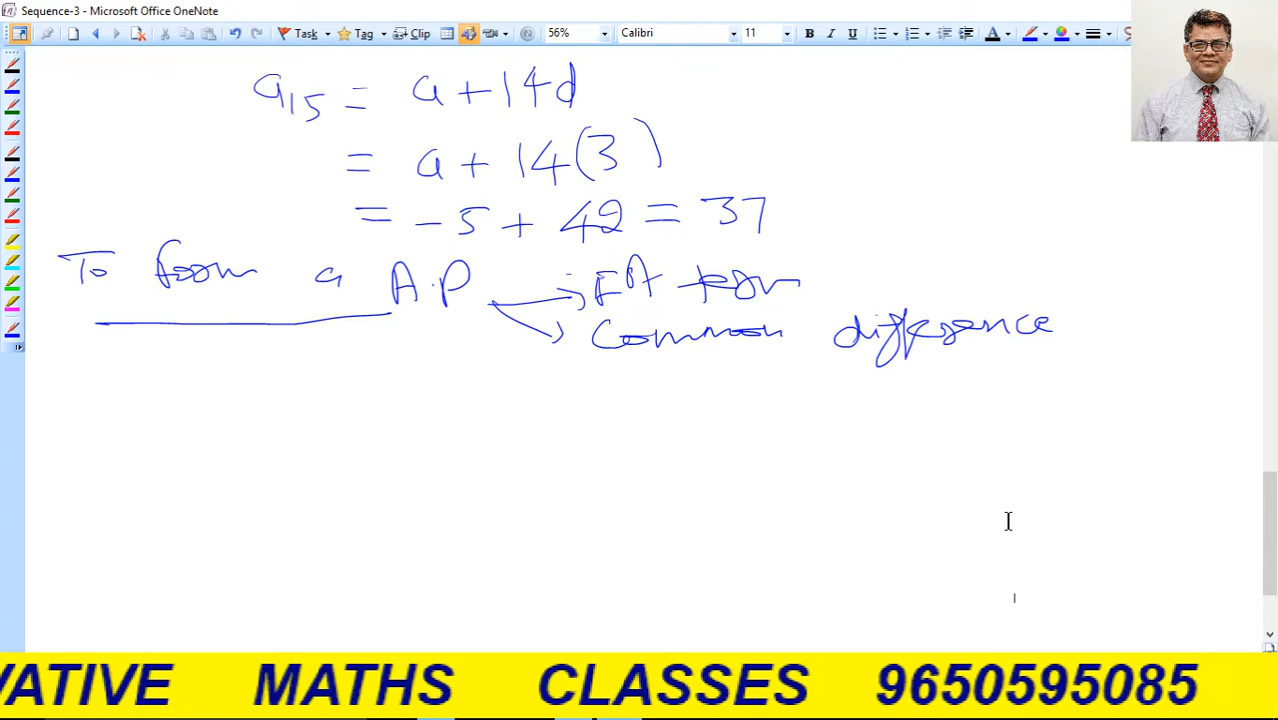 Sequence-3 - Microsoft Office OneNote
Task Tag Clip 56% Calibri 11 B I U A
a15 = a + 14d
= a + 14(3)
= -5 + 42 = 37
To form a A.P → Ist term
→ Common difference
VATIVE MATHS CLASSES 9650595085